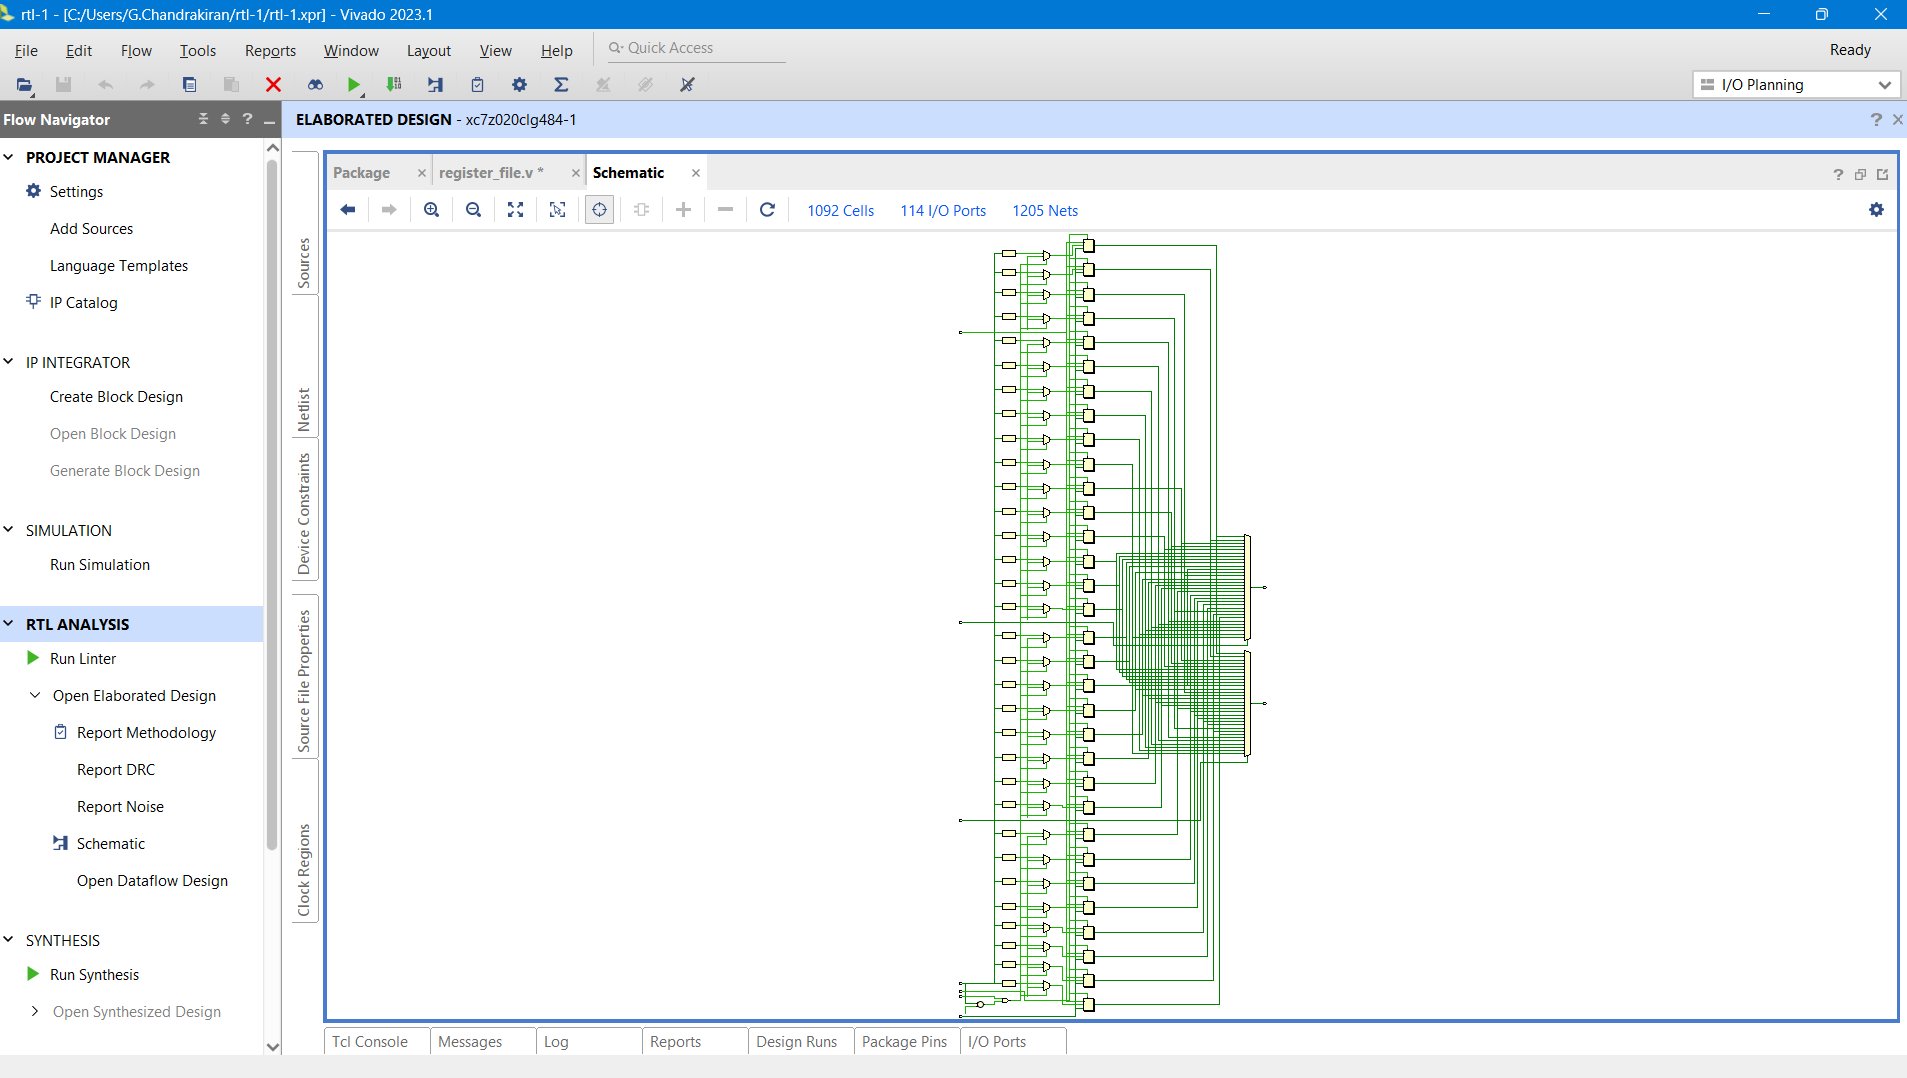 rtl-1 - [C:/Users/G.Chandrakiran/rtl-1/rtl-1.xpr] - Vivado 2023.1
File Edit Flow Tools Reports Window Layout View Help Quick Access Ready
I/O Planning
Flow Navigator
PROJECT MANAGER
Settings
Add Sources
Language Templates
IP Catalog
IP INTEGRATOR
Create Block Design
Open Block Design
Generate Block Design
SIMULATION
Run Simulation
RTL ANALYSIS
Run Linter
Open Elaborated Design
Report Methodology
Report DRC
Report Noise
Schematic
Open Dataflow Design
SYNTHESIS
Run Synthesis
Open Synthesized Design
ELABORATED DESIGN - xc7z020clg484-1
Sources
Netlist
Device Constraints
Source File Properties
Clock Regions
Package register_file.v * Schematic
1092 Cells 114 I/O Ports 1205 Nets
Tcl Console Messages Log Reports Design Runs Package Pins I/O Ports